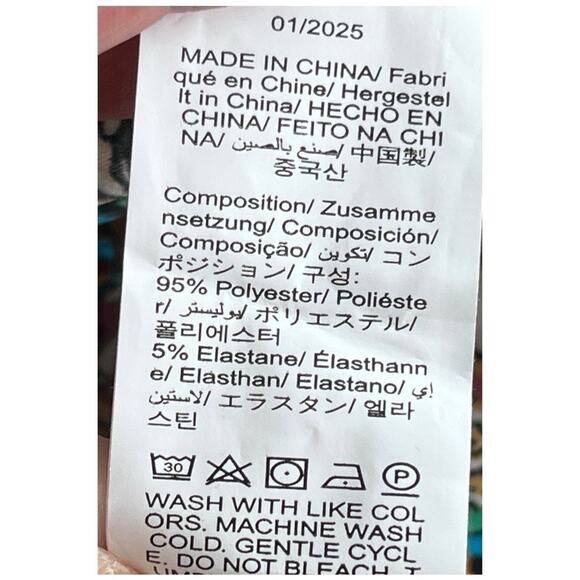 01/2025
MADE IN CHINA/ Fabri
qué en Chine/ Hergestel
lt in China/ HECHO EN
CHINA/ FEITO NA CHI
NA/ صنع بالصين/ 中国製/
중국산
Composition/ Zusamme
nsetzung/ Composición/
Composição/ تكوين/ コン
ポジション/ 구성:
95% Polyester/ Polieste
r/ بوليستر/ ポリエステル/
폴리에스터
5% Elastane/ Élasthann
e/ Elasthan/ Elastano/ إي
لاستين/ エラスタン/ 엘라
스틴
30
P
WASH WITH LIKE COL
ORS. MACHINE WASH
COLD. GENTLE CYCL
E. DO NOT BLEACH. T